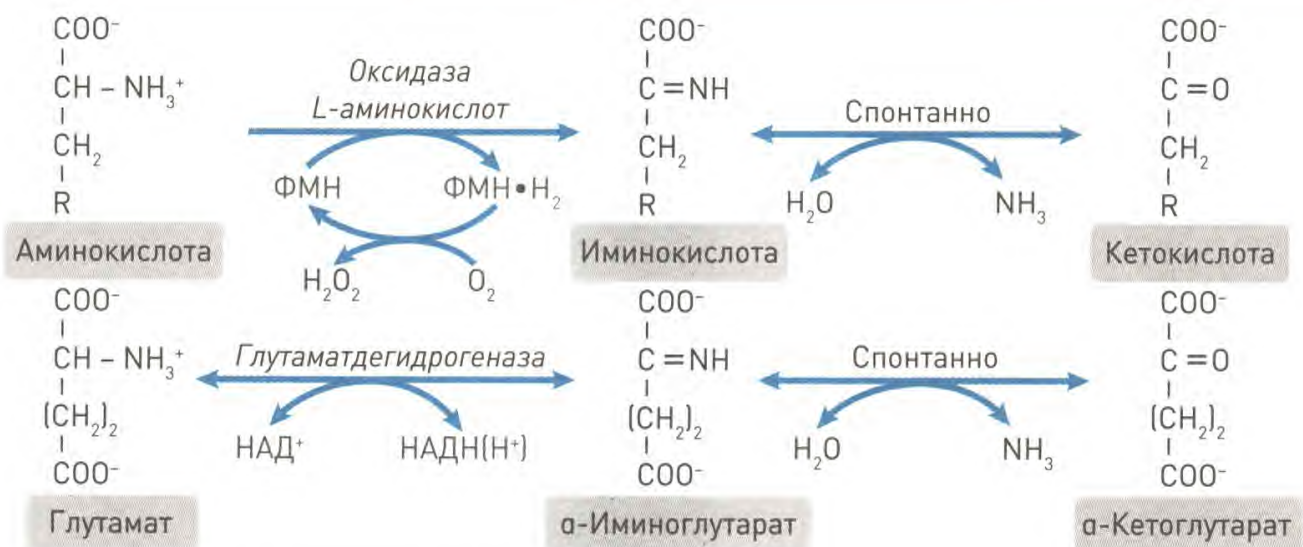 COO⁻
CH – NH₃⁺
CH₂
R
Аминокислота
Оксидаза
L-аминокислот
ФМН
ФМН•H₂
H₂O₂
O₂
COO⁻
C=NH
CH₂
R
Иминокислота
Спонтанно
H₂O
NH₃
COO⁻
C=O
CH₂
R
Кетокислота
COO⁻
CH – NH₃⁺
(CH₂)₂
COO⁻
Глутамат
Глутаматдегидрогеназа
НАД⁺
НАДН(Н⁺)
COO⁻
C=NH
(CH₂)₂
COO⁻
α-Иминоглутарат
Спонтанно
H₂O
NH₃
COO⁻
C=O
(CH₂)₂
COO⁻
α-Кетоглутарат